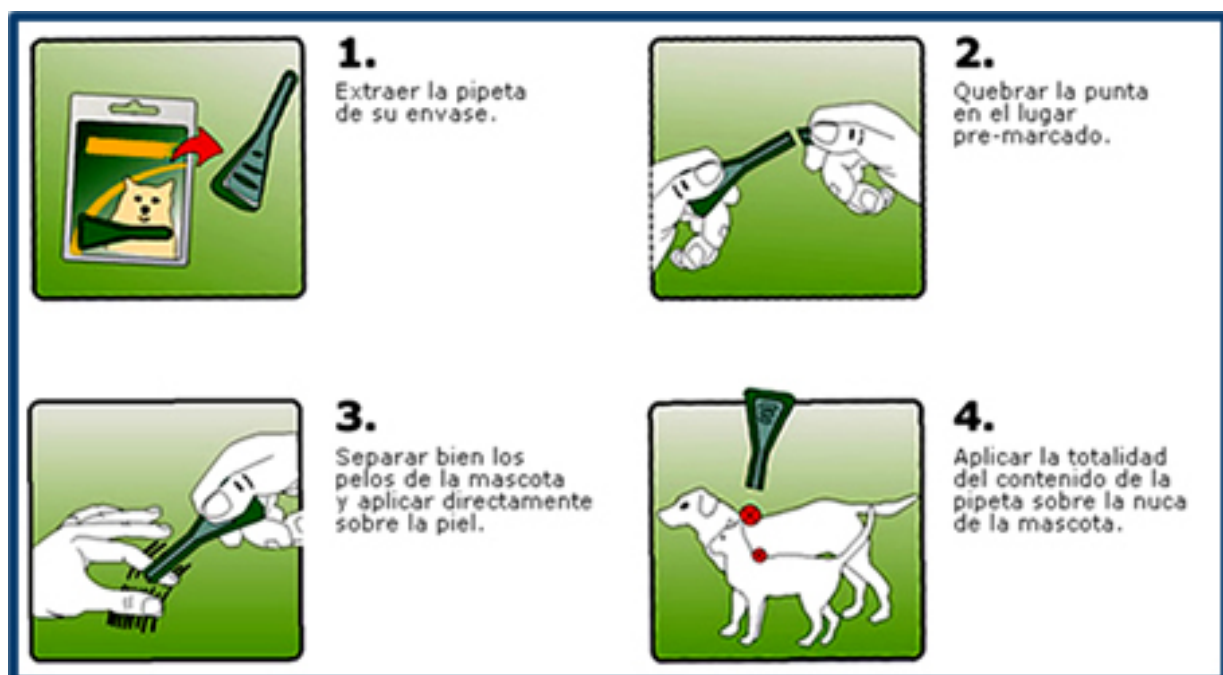 1.
Extraer la pipeta
de su envase.
2.
Quebrar la punta
en el lugar
pre-marcado.
3.
Separar bien los
pelos de la mascota
y aplicar directamente
sobre la piel.
4.
Aplicar la totalidad
del contenido de la
pipeta sobre la nuca
de la mascota.